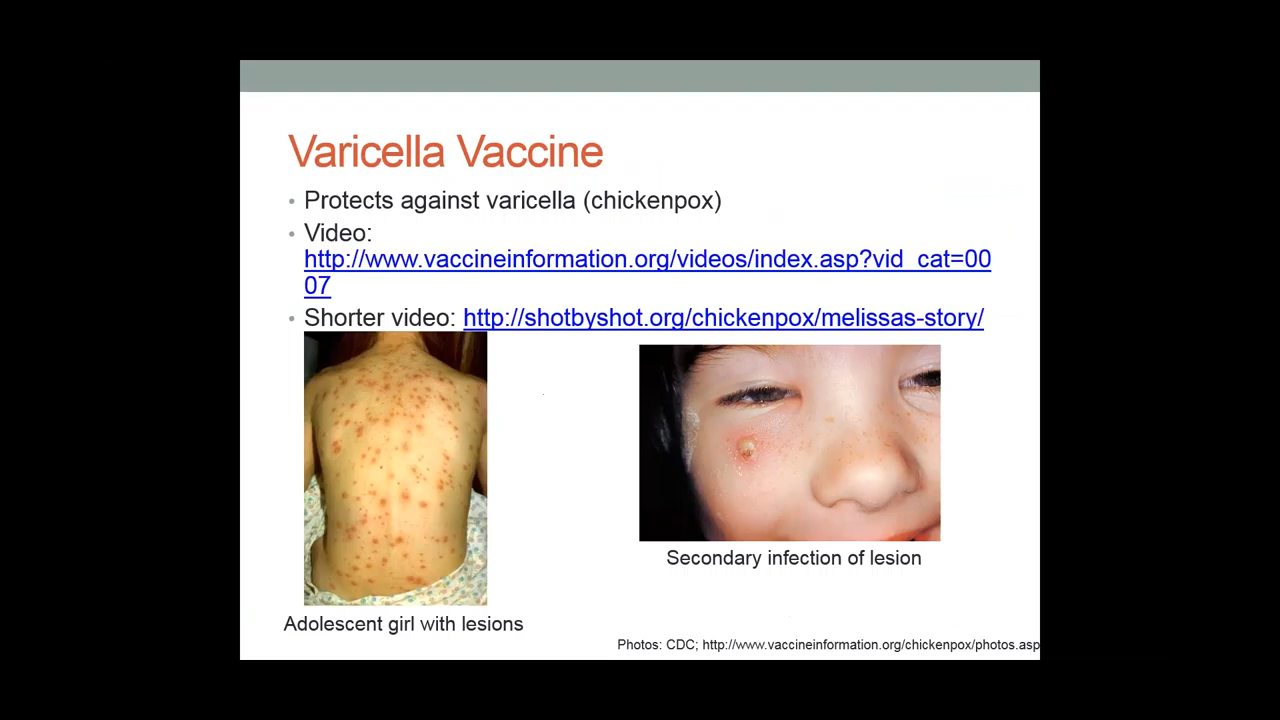 Varicella Vaccine
• Protects against varicella (chickenpox)
• Video:
http://www.vaccineinformation.org/videos/index.asp?vid_cat=00
07
• Shorter video: http://shotbyshot.org/chickenpox/melissas-story/
Secondary infection of lesion
Adolescent girl with lesions
Photos: CDC; http://www.vaccineinformation.org/chickenpox/photos.asp